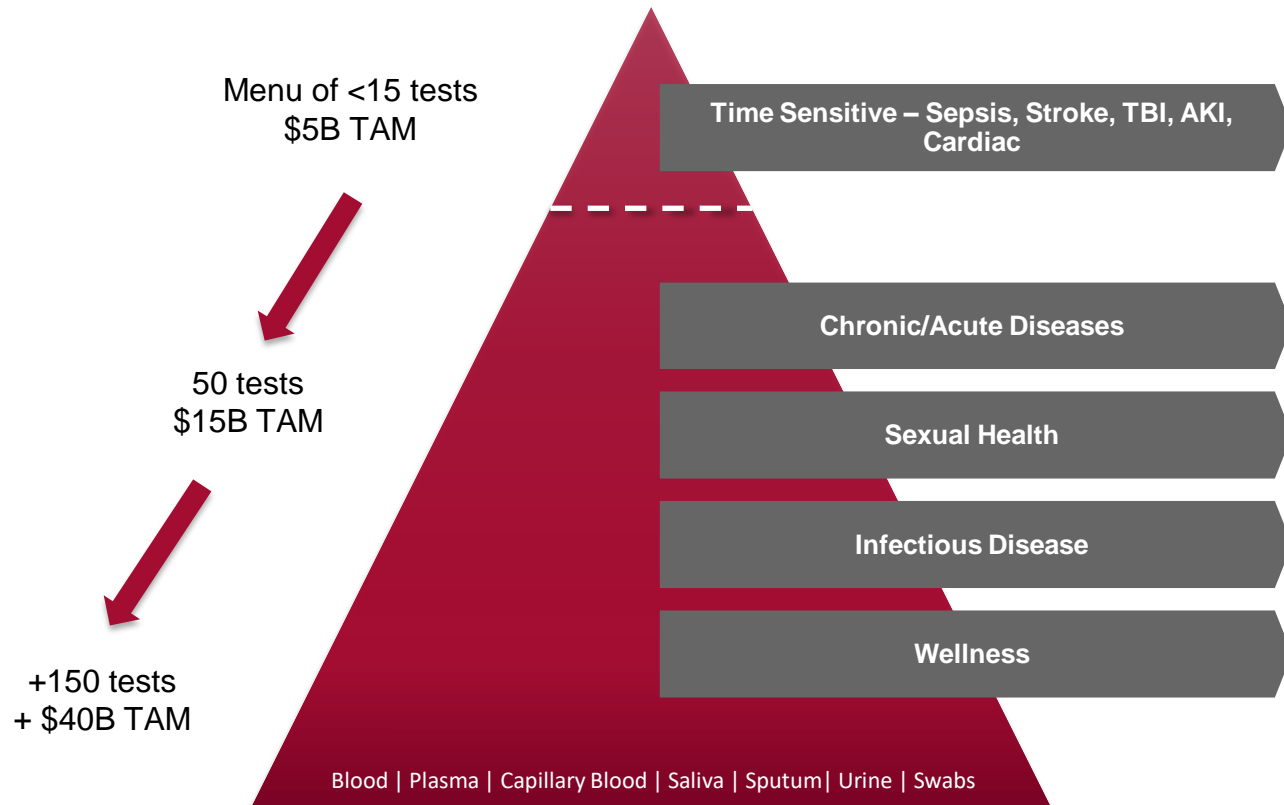 Menu of <15 tests
$5B TAM
Time Sensitive – Sepsis, Stroke, TBI, AKI,
Cardiac
Chronic/Acute Diseases
50 tests
$15B TAM
Sexual Health
Infectious Disease
Wellness
+150 tests
+ $40B TAM
Blood | Plasma | Capillary Blood | Saliva| Sputum| Urine | Swabs